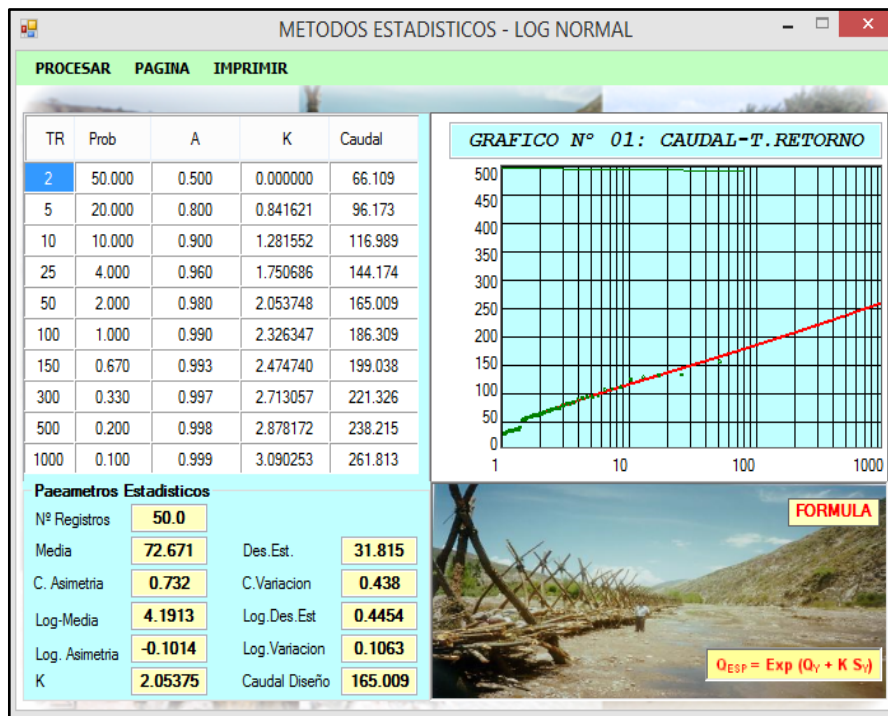 METODOS ESTADISTICOS - LOG NORMAL
PROCESAR PAGINA IMPRIMIR
TR Prob A K Caudal
2 50.000 0.500 0.000000 66.109
5 20.000 0.800 0.841621 96.173
10 10.000 0.900 1.281552 116.989
25 4.000 0.960 1.750686 144.174
50 2.000 0.980 2.053748 165.009
100 1.000 0.990 2.326347 186.309
150 0.670 0.993 2.474740 199.038
300 0.330 0.997 2.713057 221.326
500 0.200 0.998 2.878172 238.215
1000 0.100 0.999 3.090253 261.813
GRAFICO Nº 01: CAUDAL-T.RETORNO
500
450
400
350
300
250
200
150
100
50
0
1 10 100 1000
Paeametros Estadisticos
Nº Registros 50.0
Media 72.671 Des.Est. 31.815
C. Asimetria 0.732 C.Variacion 0.438
Log-Media 4.1913 Log.Des.Est 0.4454
Log. Asimetria -0.1014 Log.Variacion 0.1063
K 2.05375 Caudal Diseño 165.009
FORMULA
QESP = Exp (QY + K SY)